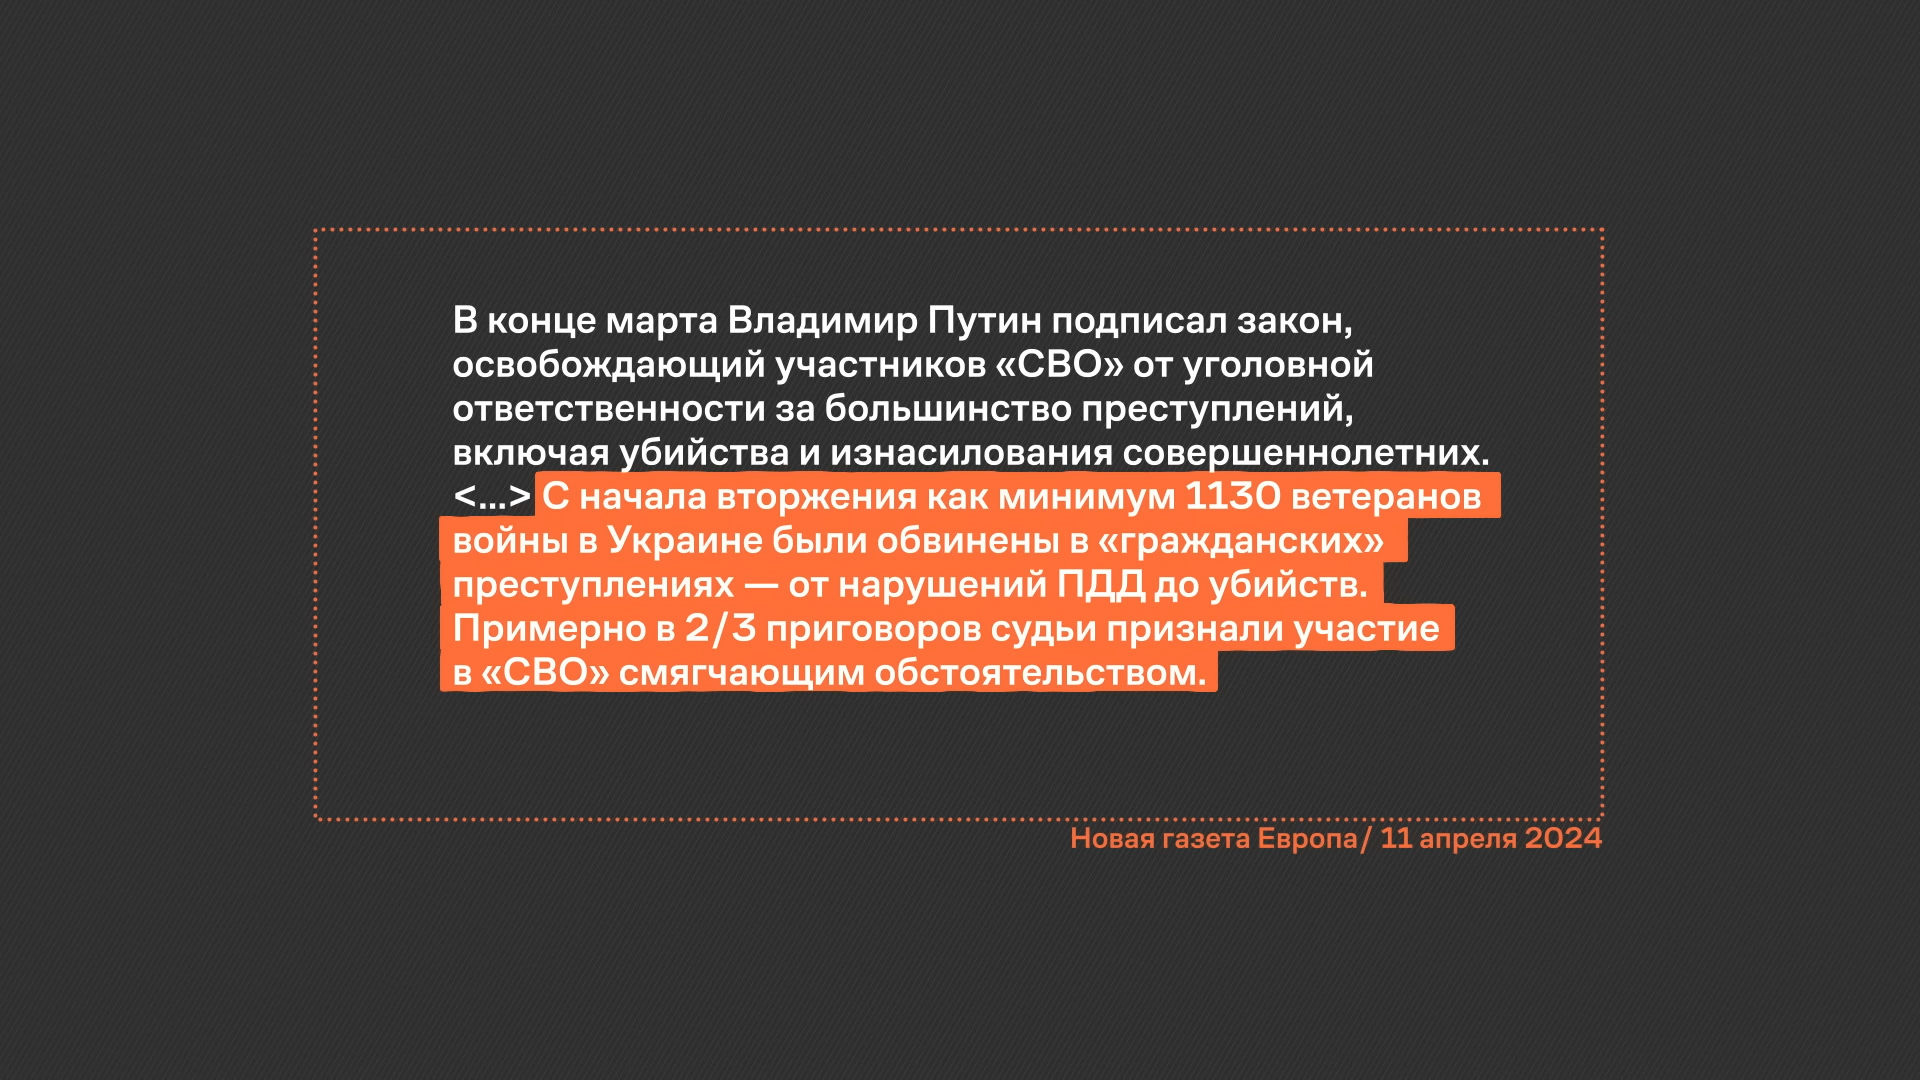 В конце марта Владимир Путин подписал закон,
освобождающий участников «СВО» от уголовной
ответственности за большинство преступлений,
включая убийства и изнасилования совершеннолетних.
<...> С начала вторжения как минимум 1130 ветеранов
войны в Украине были обвинены в «гражданских»
преступлениях — от нарушений ПДД до убийств.
Примерно в 2/3 приговоров судьи признали участие
в «СВО» смягчающим обстоятельством.
Новая газета Европа/ 11 апреля 2024